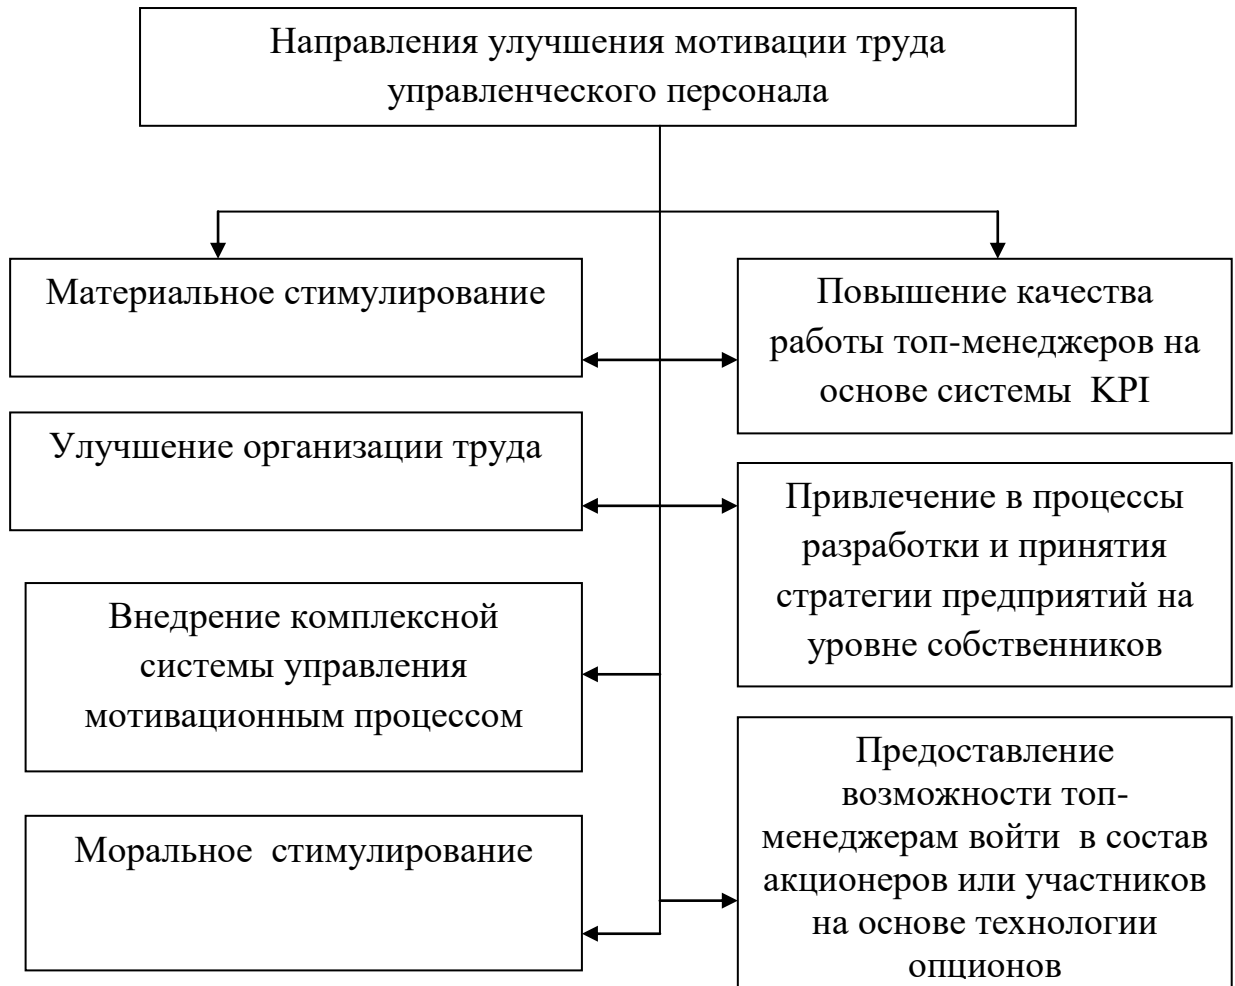 Направления улучшения мотивации труда
управленческого персонала
Материальное стимулирование
Улучшение организации труда
Внедрение комплексной
системы управления
мотивационным процессом
Моральное стимулирование
Повышение качества
работы топ-менеджеров на
основе системы KPI
Привлечение в процессы
разработки и принятия
стратегии предприятий на
уровне собственников
Предоставление
возможности топ-
менеджерам войти в состав
акционеров или участников
на основе технологии
опционов